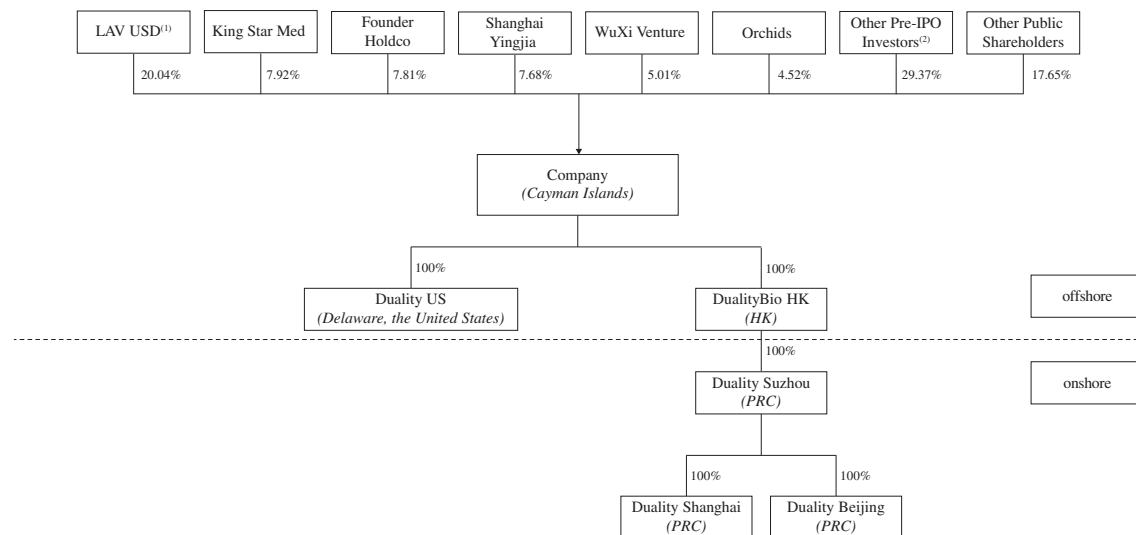 LAV USD(1)
King Star Med
Founder
Holdco
Shanghai
Yingjia
WuXi Venture
Orchids
Other Pre-IPO
Investors(2)
Other Public
Shareholders
20.04%
7.92%
7.81%
7.68%
5.01%
4.52%
29.37%
17.65%
Company
(Cayman Islands)
100%
100%
Duality US
(Delaware, the United States)
DualityBio HK
(HK)
offshore
100%
Duality Suzhou
(PRC)
onshore
100%
100%
Duality Shanghai
(PRC)
Duality Beijing
(PRC)